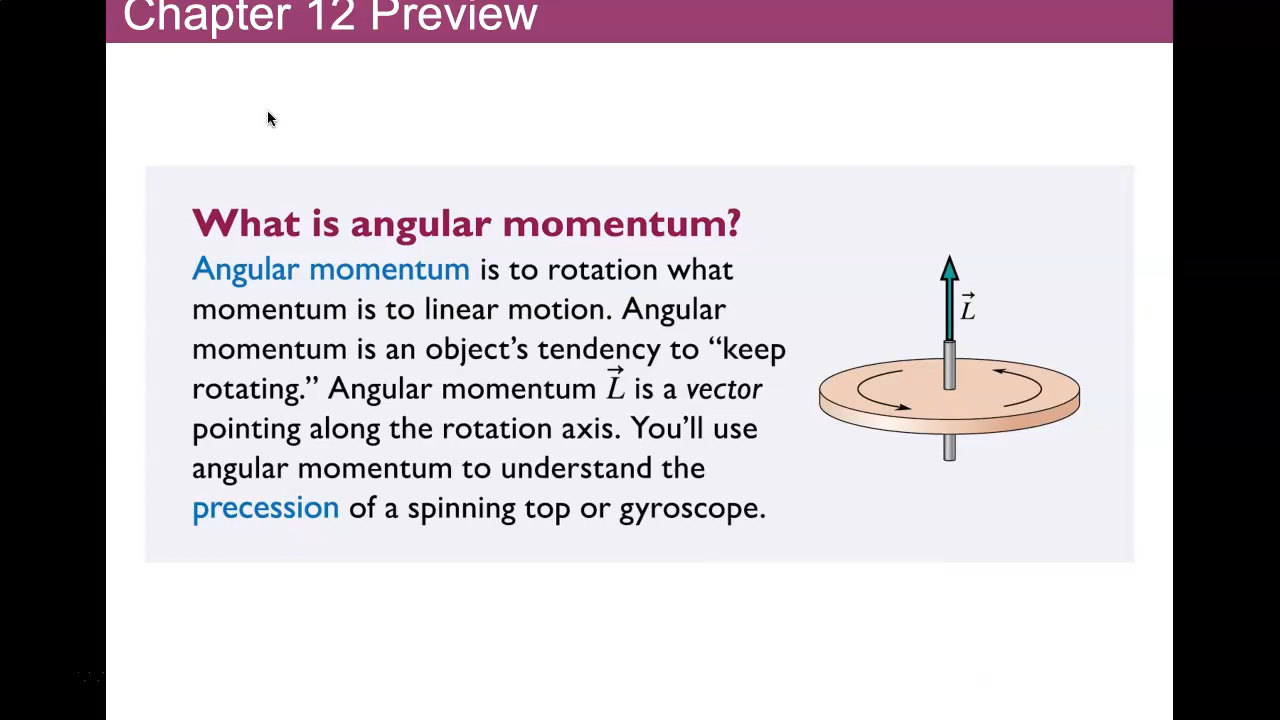 Chapter 12 Preview
What is angular momentum?
Angular momentum is to rotation what
momentum is to linear motion. Angular
momentum is an object’s tendency to “keep
rotating.” Angular momentum L⃗ is a vector
pointing along the rotation axis. You’ll use
angular momentum to understand the
precession of a spinning top or gyroscope.
L⃗